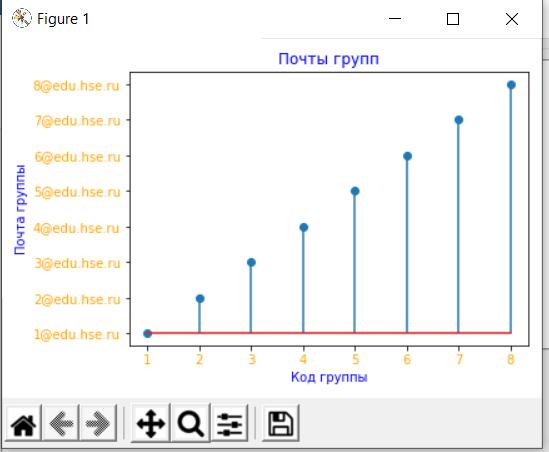 Figure 1
Почты групп
Почта группы
8@edu.hse.ru
7@edu.hse.ru
6@edu.hse.ru
5@edu.hse.ru
4@edu.hse.ru
3@edu.hse.ru
2@edu.hse.ru
1@edu.hse.ru
1 2 3 4 5 6 7 8
Код группы